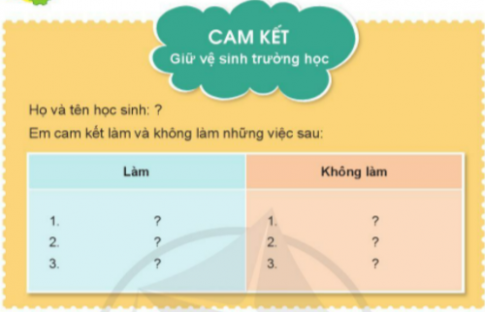 CAM KẾT
Giữ vệ sinh trường học
Họ và tên học sinh: ?
Em cam kết làm và không làm những việc sau:
Làm Không làm
1. ? 1. ?
2. ? 2. ?
3. ? 3. ?